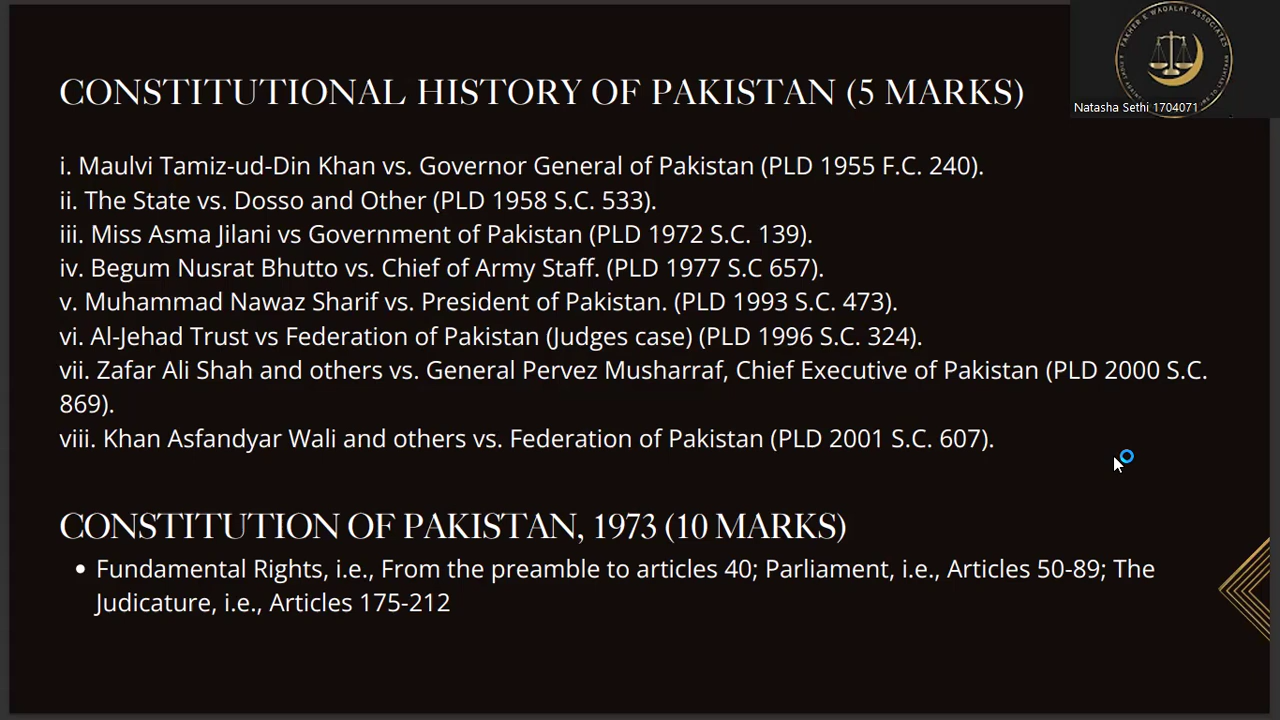 CONSTITUTIONAL HISTORY OF PAKISTAN (5 MARKS)
Natasha Sethi 1704071
i. Maulvi Tamiz-ud-Din Khan vs. Governor General of Pakistan (PLD 1955 F.C. 240).
ii. The State vs. Dosso and Other (PLD 1958 S.C. 533).
iii. Miss Asma Jilani vs Government of Pakistan (PLD 1972 S.C. 139).
iv. Begum Nusrat Bhutto vs. Chief of Army Staff. (PLD 1977 S.C 657).
v. Muhammad Nawaz Sharif vs. President of Pakistan. (PLD 1993 S.C. 473).
vi. Al-Jehad Trust vs Federation of Pakistan (Judges case) (PLD 1996 S.C. 324).
vii. Zafar Ali Shah and others vs. General Pervez Musharraf, Chief Executive of Pakistan (PLD 2000 S.C.
869).
viii. Khan Asfandyar Wali and others vs. Federation of Pakistan (PLD 2001 S.C. 607).
CONSTITUTION OF PAKISTAN, 1973 (10 MARKS)
• Fundamental Rights, i.e., From the preamble to articles 40; Parliament, i.e., Articles 50-89; The
Judicature, i.e., Articles 175-212